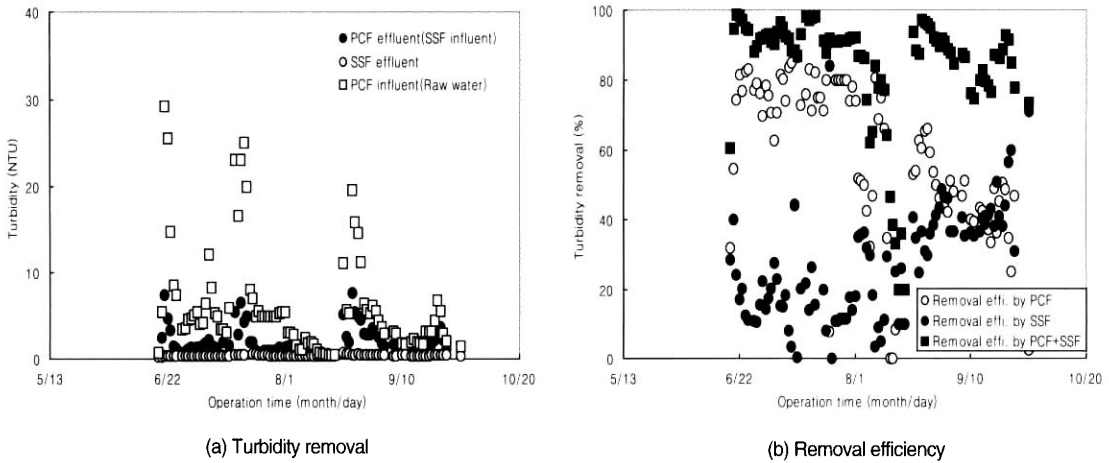 40
30
20
10
0
Turbidity (NTU)
PCF effluent(SSF influent)
SSF effluent
PCF influent(Raw water)
5/13 6/22 8/1 9/10 10/20
Operation time (month/day)
(a) Turbidity removal
100
80
60
40
20
0
Turbidity removal (%)
Removal effi. by PCF
Removal effi. by SSF
Removal effi. by PCF+SSF
5/13 6/22 8/1 9/10 10/20
Operation time (month/day)
(b) Removal efficiency